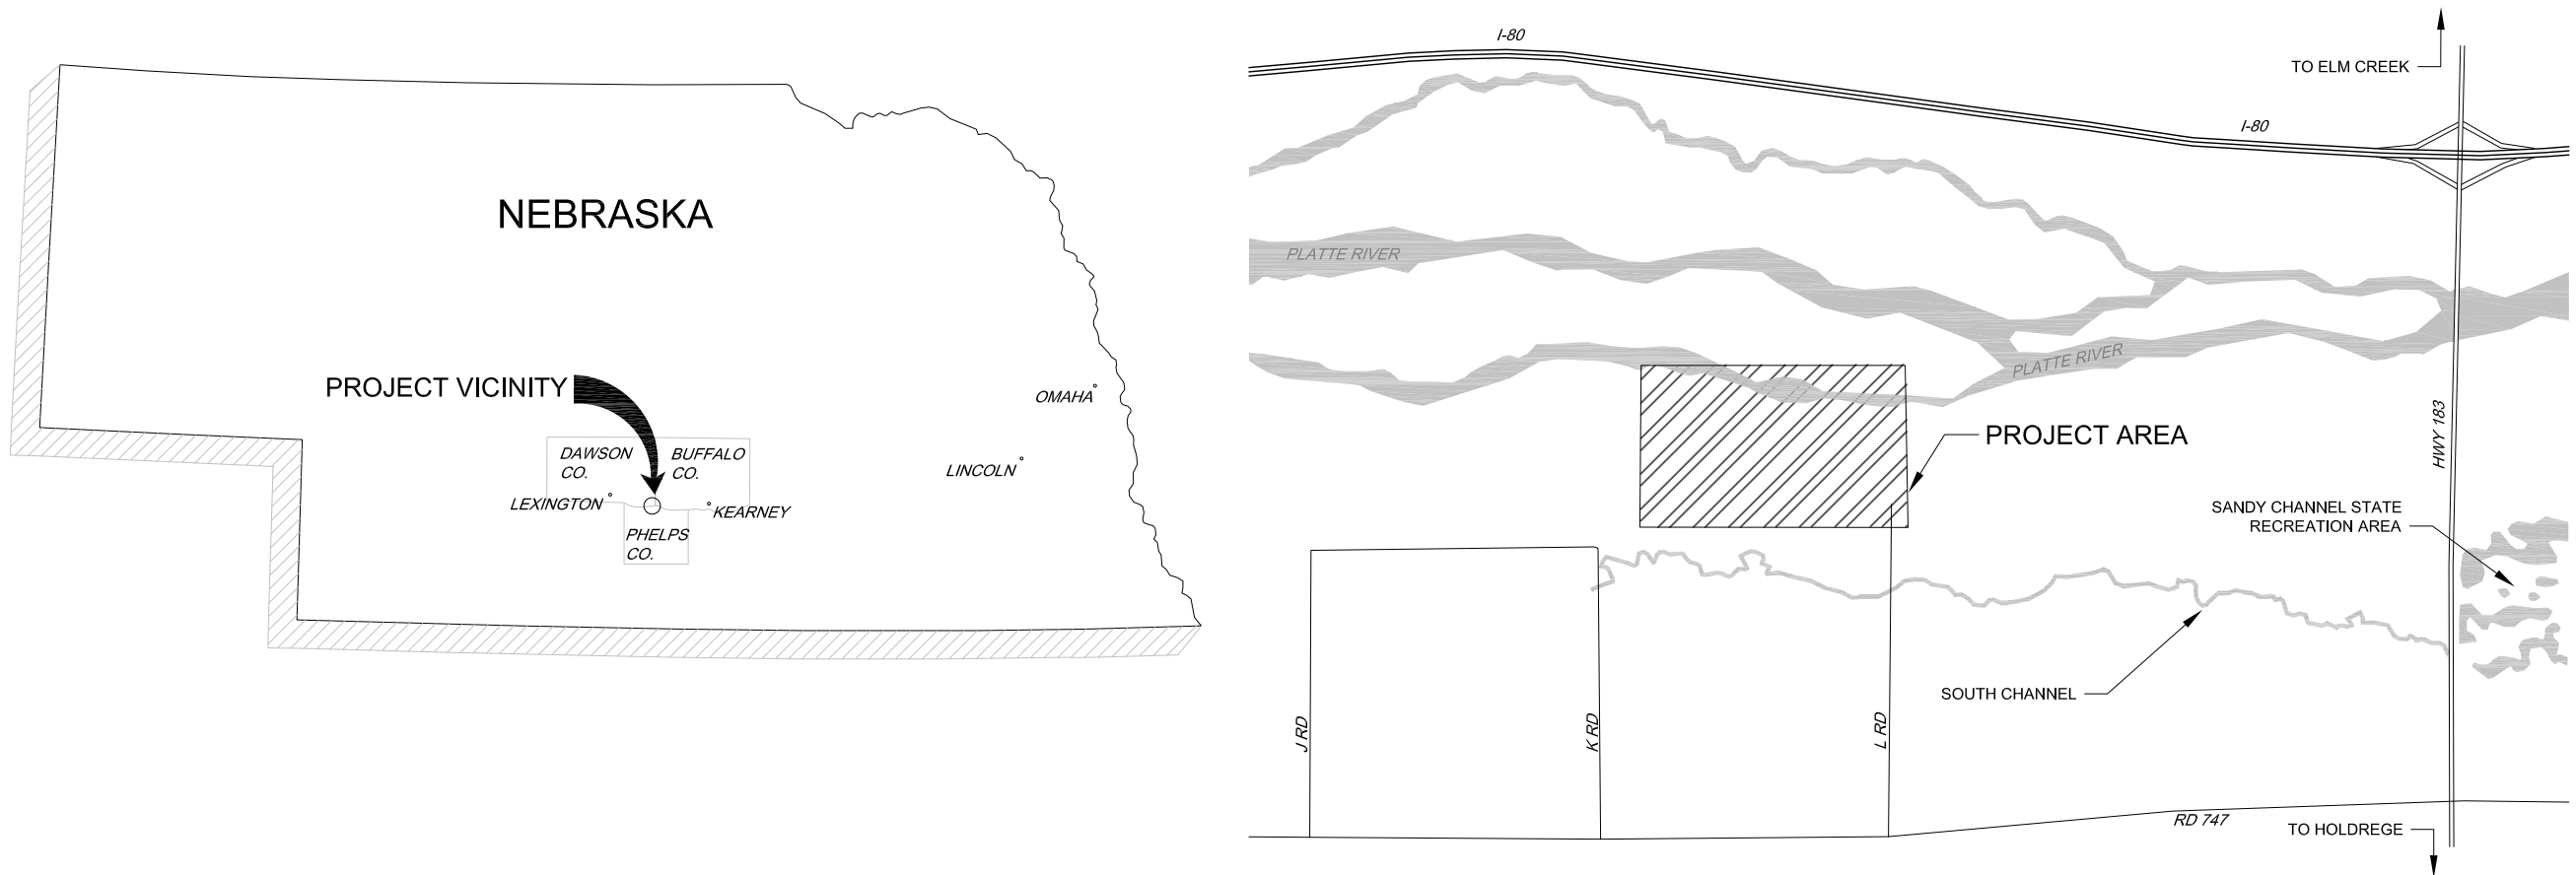 NEBRASKA
PROJECT VICINITY
OMAHA
LINCOLN
DAWSON
CO.
BUFFALO
CO.
LEXINGTON
KEARNEY
PHELPS
CO.
I-80
TO ELM CREEK
I-80
PLATTE RIVER
PLATTE RIVER
PROJECT AREA
HWY 183
SANDY CHANNEL STATE
RECREATION AREA
SOUTH CHANNEL
J RD
K RD
L RD
RD 747
TO HOLDREGE